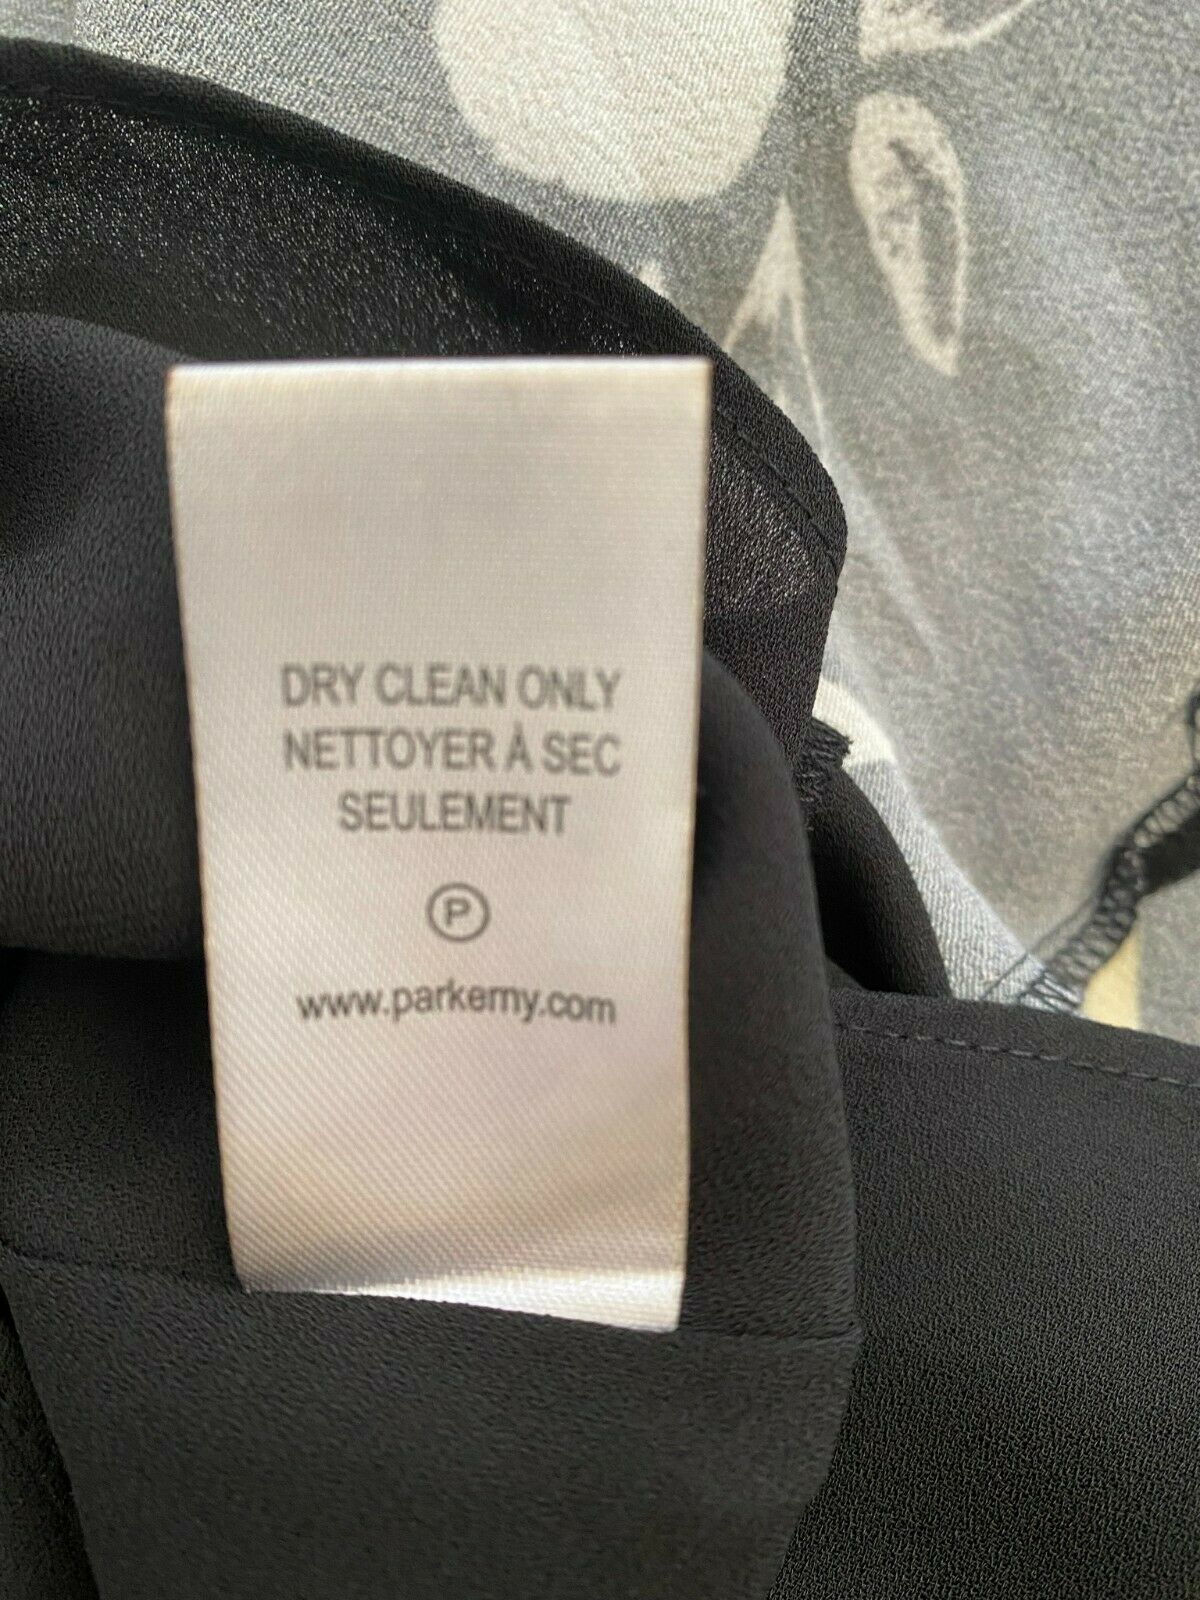 DRY CLEAN ONLY
NETTOYER À SEC
SEULEMENT
P
www.parkerny.com